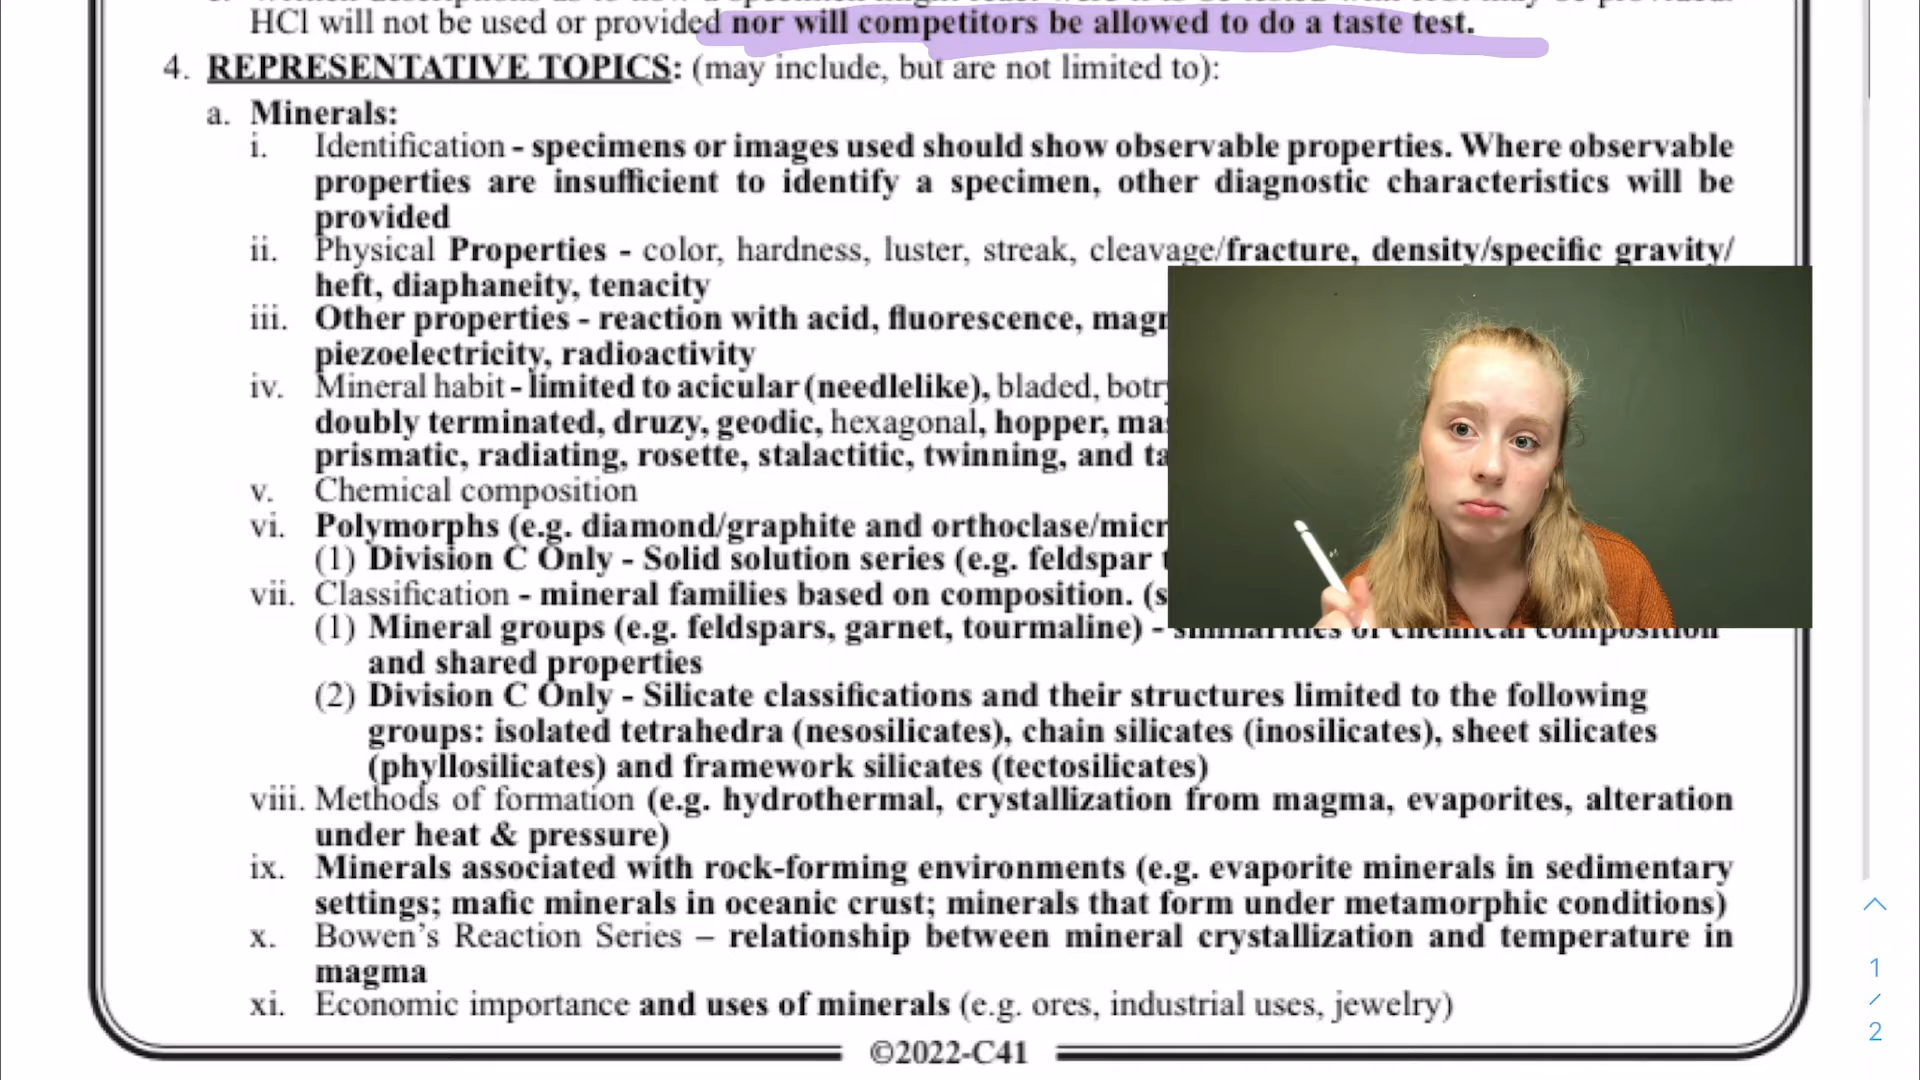 HCl will not be used or provided nor will competitors be allowed to do a taste test.
4. REPRESENTATIVE TOPICS: (may include, but are not limited to):
a. Minerals:
i. Identification - specimens or images used should show observable properties. Where observable
properties are insufficient to identify a specimen, other diagnostic characteristics will be
provided
ii. Physical Properties - color, hardness, luster, streak, cleavage/fracture, density/specific gravity/
heft, diaphaneity, tenacity
iii. Other properties - reaction with acid, fluorescence, magn
piezoelectricity, radioactivity
iv. Mineral habit - limited to acicular (needlelike), bladed, botr
doubly terminated, druzy, geodic, hexagonal, hopper, mas
prismatic, radiating, rosette, stalactitic, twinning, and ta
v. Chemical composition
vi. Polymorphs (e.g. diamond/graphite and orthoclase/micr
(1) Division C Only - Solid solution series (e.g. feldspar t
vii. Classification - mineral families based on composition. (s
(1) Mineral groups (e.g. feldspars, garnet, tourmaline) - similarities of chemical composition
and shared properties
(2) Division C Only - Silicate classifications and their structures limited to the following
groups: isolated tetrahedra (nesosilicates), chain silicates (inosilicates), sheet silicates
(phyllosilicates) and framework silicates (tectosilicates)
viii. Methods of formation (e.g. hydrothermal, crystallization from magma, evaporites, alteration
under heat & pressure)
ix. Minerals associated with rock-forming environments (e.g. evaporite minerals in sedimentary
settings; mafic minerals in oceanic crust; minerals that form under metamorphic conditions)
x. Bowen's Reaction Series – relationship between mineral crystallization and temperature in
magma
xi. Economic importance and uses of minerals (e.g. ores, industrial uses, jewelry)
©2022-C41
1
/
2